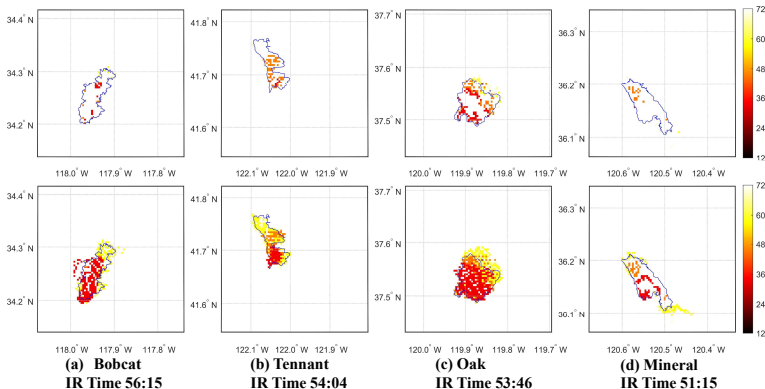 34.4° N
34.3° N
34.2° N
118.0° W 117.9° W 117.8° W
41.8° N
41.7° N
41.6° N
122.1° W 122.0° W 121.9° W
37.7° N
37.6° N
37.5° N
120.0° W 119.9° W 119.8° W 119.7° W
36.3° N
36.2° N
36.1° N
120.6° W 120.5° W 120.4° W
72
60
48
36
24
12
34.4° N
34.3° N
34.2° N
118.0° W 117.9° W 117.8° W
41.8° N
41.7° N
41.6° N
122.1° W 122.0° W 121.9° W
37.7° N
37.6° N
37.5° N
120.0° W 119.9° W 119.8° W 119.7° W
36.3° N
36.2° N
36.1° N
120.6° W 120.5° W 120.4° W
72
60
48
36
24
12
(a) Bobcat
IR Time 56:15
(b) Tennant
IR Time 54:04
(c) Oak
IR Time 53:46
(d) Mineral
IR Time 51:15